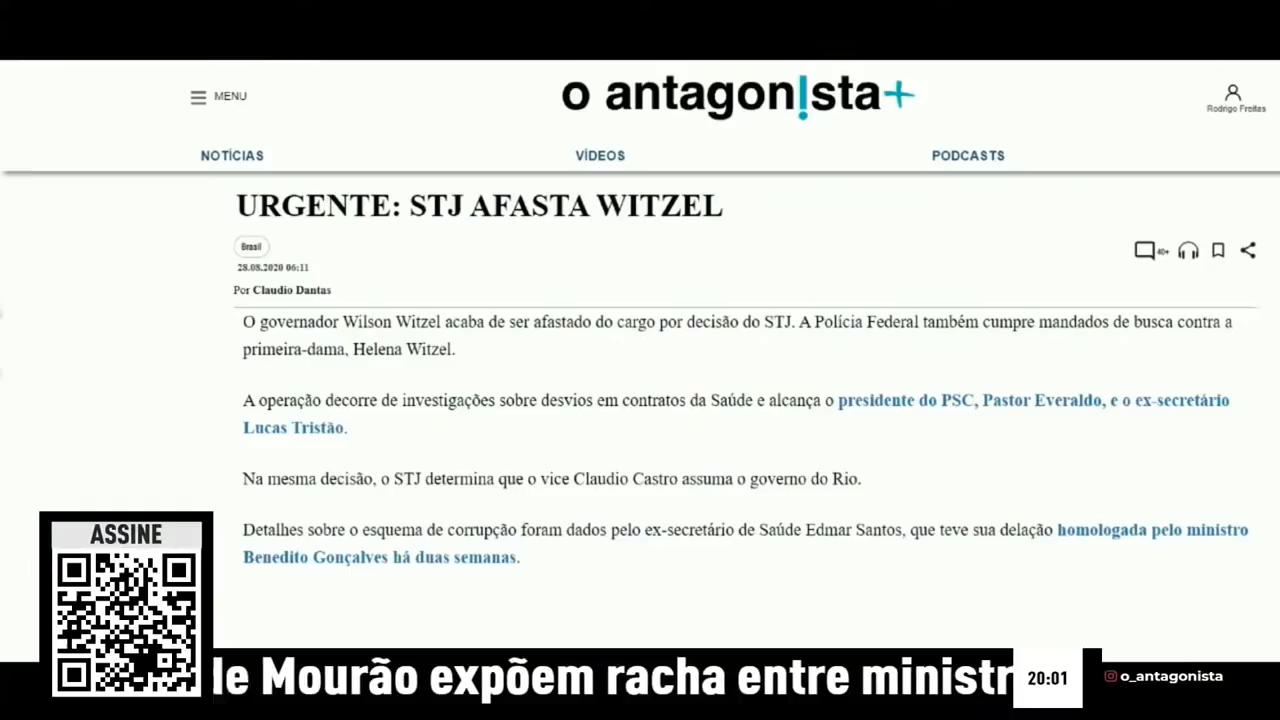 MENU
o antagon!sta+
Rodrigo Freitas
NOTÍCIAS
VÍDEOS
PODCASTS
URGENTE: STJ AFASTA WITZEL
Brasil
40+
28.08.2020 06:11
Por Claudio Dantas
O governador Wilson Witzel acaba de ser afastado do cargo por decisão do STJ. A Polícia Federal também cumpre mandados de busca contra a
primeira-dama, Helena Witzel.
A operação decorre de investigações sobre desvios em contratos da Saúde e alcança o presidente do PSC, Pastor Everaldo, e o ex-secretário
Lucas Tristão.
Na mesma decisão, o STJ determina que o vice Claudio Castro assuma o governo do Rio.
Detalhes sobre o esquema de corrupção foram dados pelo ex-secretário de Saúde Edmar Santos, que teve sua delação homologada pelo ministro
Benedito Gonçalves há duas semanas.
ASSINE
de Mourão expõem racha entre ministr
20:01
o_antagonista